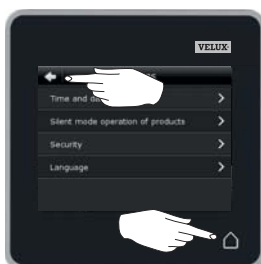 VELUX
Time and da
Silent mode operation of products
Security
Language